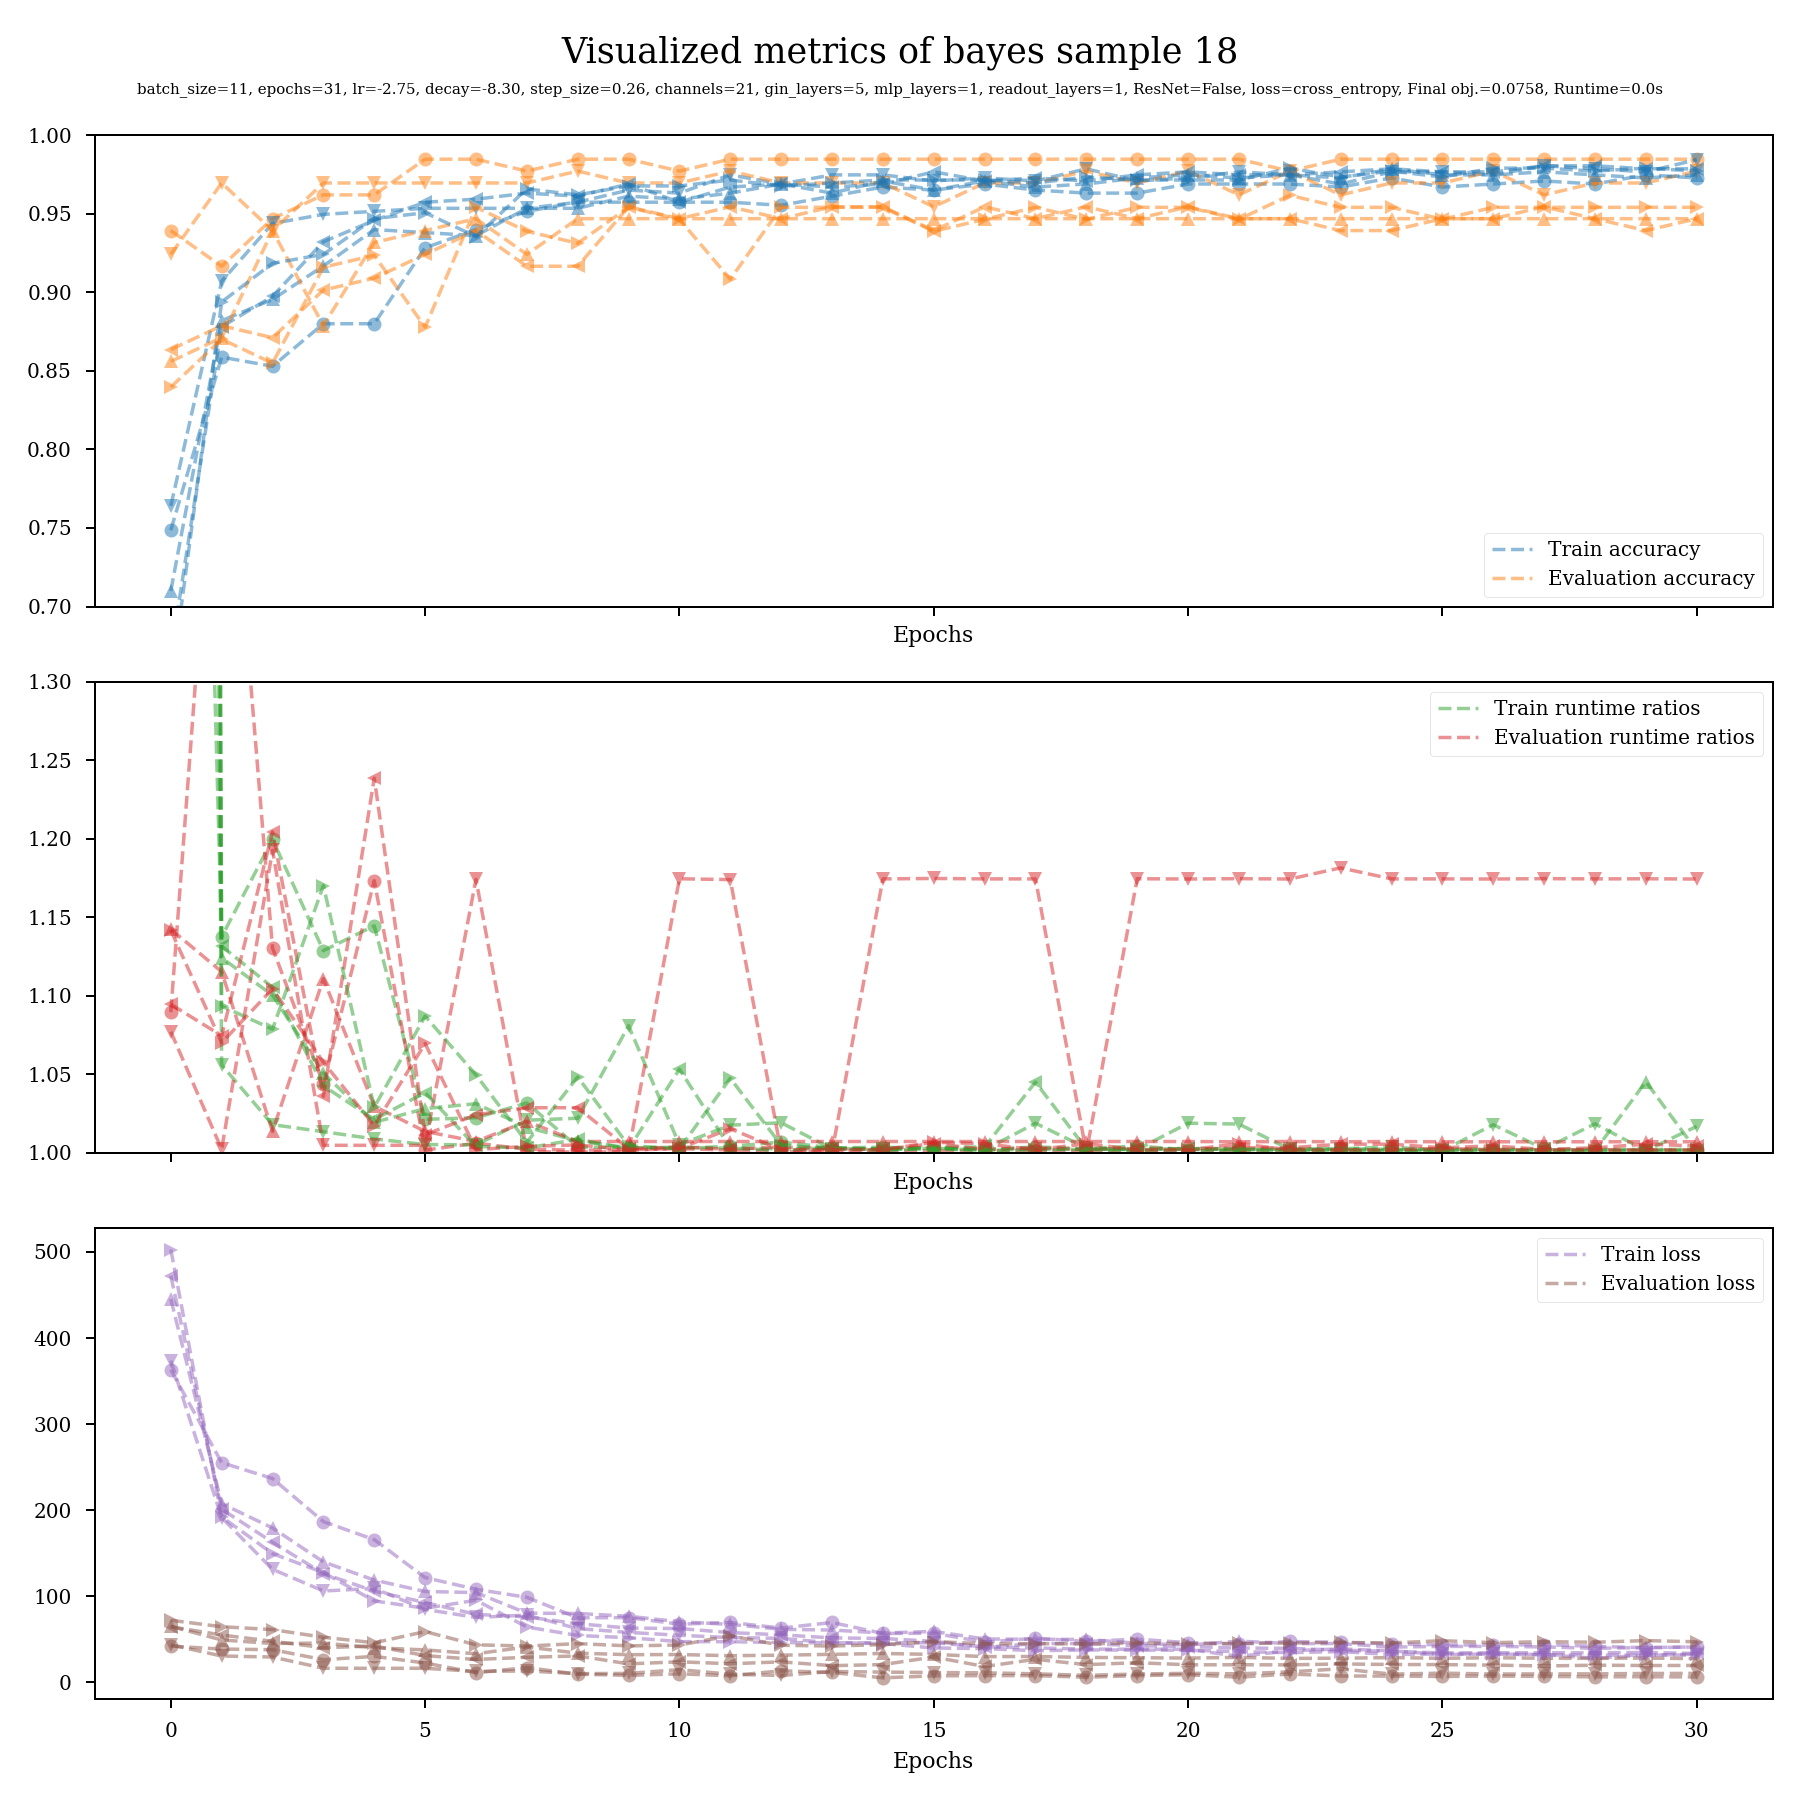 Visualized metrics of bayes sample 18
batch_size=11, epochs=31, lr=-2.75, decay=-8.30, step_size=0.26, channels=21, gin_layers=5, mlp_layers=1, readout_layers=1, ResNet=False, loss=cross_entropy, Final obj.=0.0758, Runtime=0.0s
1.00
0.95
0.90
0.85
0.80
0.75
0.70
Train accuracy
Evaluation accuracy
Epochs
1.30
1.25
1.20
1.15
1.10
1.05
1.00
Train runtime ratios
Evaluation runtime ratios
Epochs
500
400
300
200
100
0
Train loss
Evaluation loss
0 5 10 15 20 25 30
Epochs